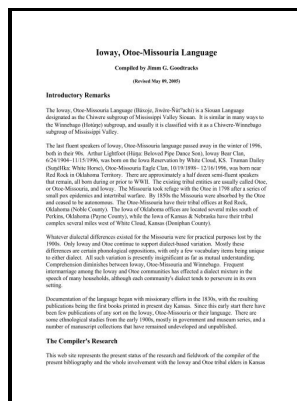 Ioway, Otoe-Missouria Language
Compiled by Jimm G. Goodtracks
(Revised May 09, 2005)
Introductory Remarks
The Ioway, Otoe-Missouria Language (Báxoje, Jiwére-Ñút^achi) is a Siouan Language
designated as the Chiwere subgroup of Mississippi Valley Siouan. It is similar in many ways
to Winnebago (Hotúŋe) subgroup, and usually it is classified with it as a Chiwere-Winnebago
subgroup of Mississippi Valley.
The last fluent speakers of Ioway, Otoe-Missouria language passed away in the winter of 1996,
both in their 90s. Arthur Lightfoot (Beloved Pipe Dance Son), Ioway Bear Clan,
6/24/1904~11/15/1996, was born on the Iowa Reservation by White Cloud, KS. Truman Dailey
(White Horse), Otoe-Missouria Eagle Clan, 10/19/1898~ 12/16/1996, was born near
Red Rock in Oklahoma Territory. There are approximately a half dozen semi-fluent speakers
that remain, all born during or prior to WWII. The existing tribal entities are usually called Otoe
or Otoe-Missouria, and Ioway. The Missouria took refuge with the Otoe in 1798 after a series of
small pox epidemics and intertribal warfare. By 1850s the Missouria were absorbed by the Otoe
and ceased to be autonomous. The Otoe-Missouria have their tribal offices at Red Rock,
Oklahoma (Noble County). The Iowa of Oklahoma offices are located several miles south of
Perkins, Oklahoma (Payne County), while the Iowa of Kansas & Nebraska have their tribal
complex several miles west of White Cloud, Kansas (Doniphan County).
Whatever dialectal differences existed for the Missouria were for practical purposes lost by the
1900s. Only Ioway and Otoe continue to support dialect-based variation. Mostly these
differences are certain phonological oppositions, with only a few vocabulary items being unique
to either dialect. All such variation is presently insignificant as far as mutual understanding.
Comprehension diminishes between Ioway, Otoe-Missouria and Winnebago. Frequent
intermarriage among the Ioway and Otoe communities has effected a dialect mixture in the
speech of many households, although each community's dialect tends to persevere in its own
setting.
Documentation of the language began with missionary efforts in the 1830s, with the resulting
publications being the first books printed in present day Kansas. Since this early start there have
been few publications of any sort on the Ioway, Otoe-Missouria or their language. There are
some ethnological studies from the early 1900s, mostly in government and museum series, and a
number of manuscript collections that have remained undeveloped and unpublished.
The Compiler's Research
This web site represents the present status of the research and fieldwork of the compiler of the
present bibliography and the whole involvement with the Ioway and Otoe tribal elders in Kansas